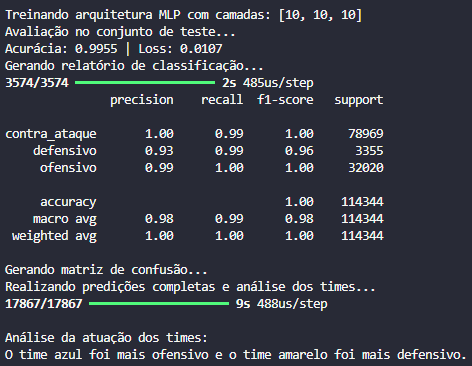 Treinando arquitetura MLP com camadas: [10, 10, 10]
Avaliação no conjunto de teste...
Acurácia: 0.9955 | Loss: 0.0107
Gerando relatório de classificação...
3574/3574 ━━━━━━━━━━━━━━━━━━━━ 2s 485us/step
precision recall f1-score support
contra_ataque 1.00 0.99 1.00 78969
defensivo 0.93 0.99 0.96 3355
ofensivo 0.99 1.00 1.00 32020
accuracy 1.00 114344
macro avg 0.98 0.99 0.98 114344
weighted avg 1.00 1.00 1.00 114344
Gerando matriz de confusão...
Realizando predições completas e análise dos times...
17867/17867 ━━━━━━━━━━━━━━━━━━━━ 9s 488us/step
Análise da atuação dos times:
O time azul foi mais ofensivo e o time amarelo foi mais defensivo.